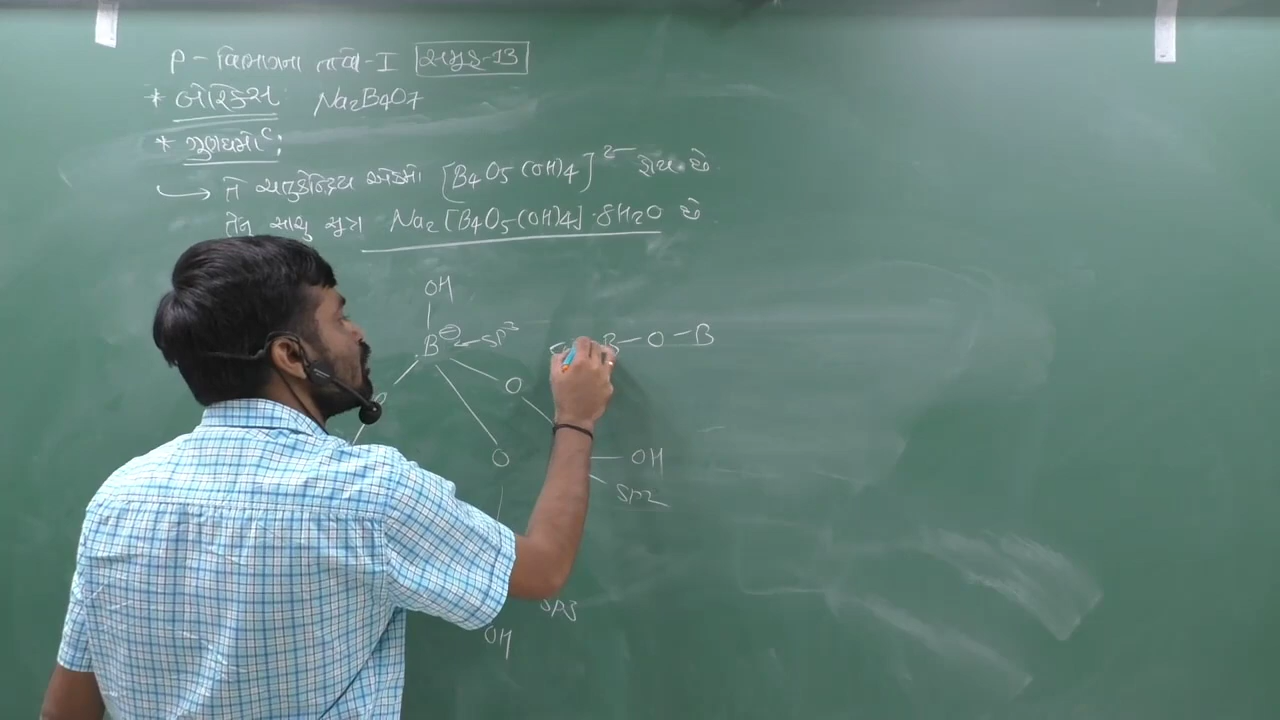 P - વિભાગના તત્વો - I સમૂહ-13
* બોરેક્સ Na2B4O7
* ગુણધર્મો:
→ તે ચતુષ્કેન્દ્રિય એકમો [B4O5(OH)4]2- હોય છે.
તેનુ સાચુ સૂત્ર Na2[B4O5(OH)4]·8H2O છે
OH
B⊖ ← SP3
B - O - B
O
O
O
OH
SP2
SP3
OH